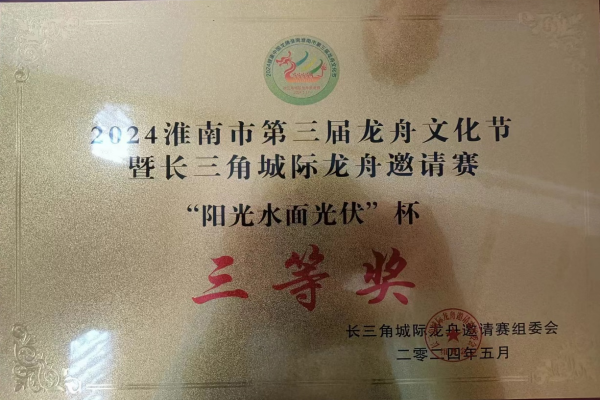 2024淮南市第三届龙舟文化节
暨长三角城际龙舟邀请赛
“阳光水面光伏”杯
三等奖
长三角城际龙舟邀请赛组委会
二〇二四年五月